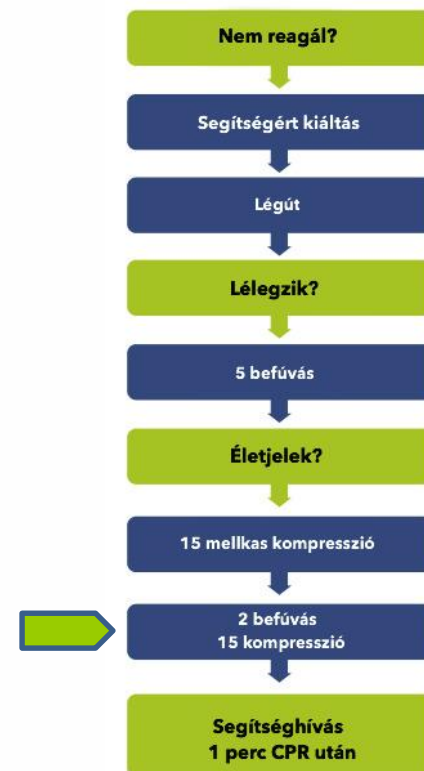 Nem reagál?
Segítségért kiáltás
Légút
Lélegzik?
5 befúvás
Életjelek?
15 mellkas kompresszió
2 befúvás
15 kompresszió
Segítséghívás
1 perc CPR után